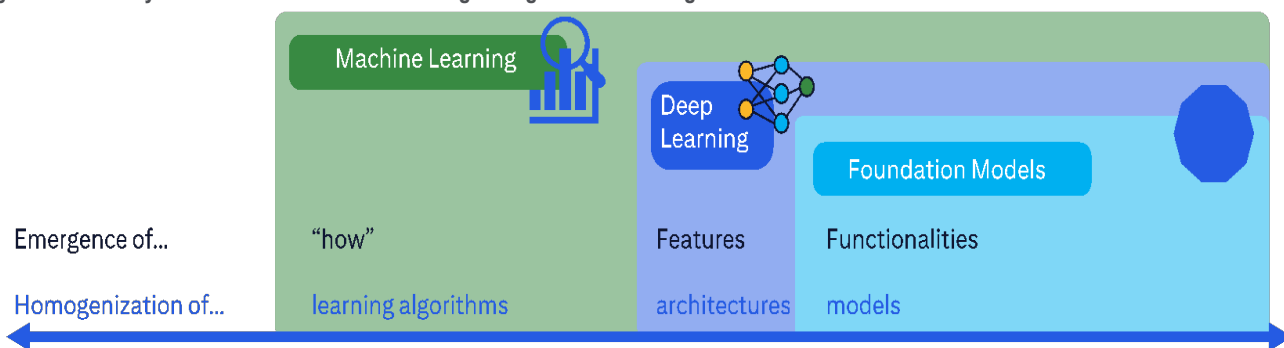 Machine Learning
Deep
Learning
Foundation Models
Emergence of... "how" Features Functionalities
Homogenization of... learning algorithms architectures models